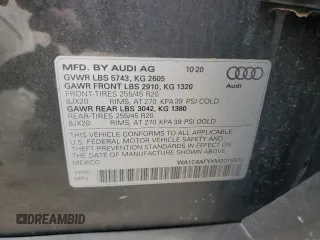 MFD. BY AUDI AG 10 20
GVWR LBS 5743, KG 2605
GAWR FRONT LBS 2910, KG 1320
FRONT-TIRES 255/45 R20
8JX20 RIMS, AT 270 KPA 39 PSI COLD
GAWR REAR LBS 3042, KG 1380
REAR-TIRES 255/45 R20
8JX20 RIMS, AT 270 KPA 39 PSI COLD
THIS VEHICLE CONFORMS TO ALL APPLICABLE
U.S. FEDERAL MOTOR VEHICLE SAFETY STANDARDS
IN EFFECT ON THE DATE OF MANUFACTURE SHOWN ABOVE
MEXICO
TYPE:
MPV
Audi
© DREAMBID